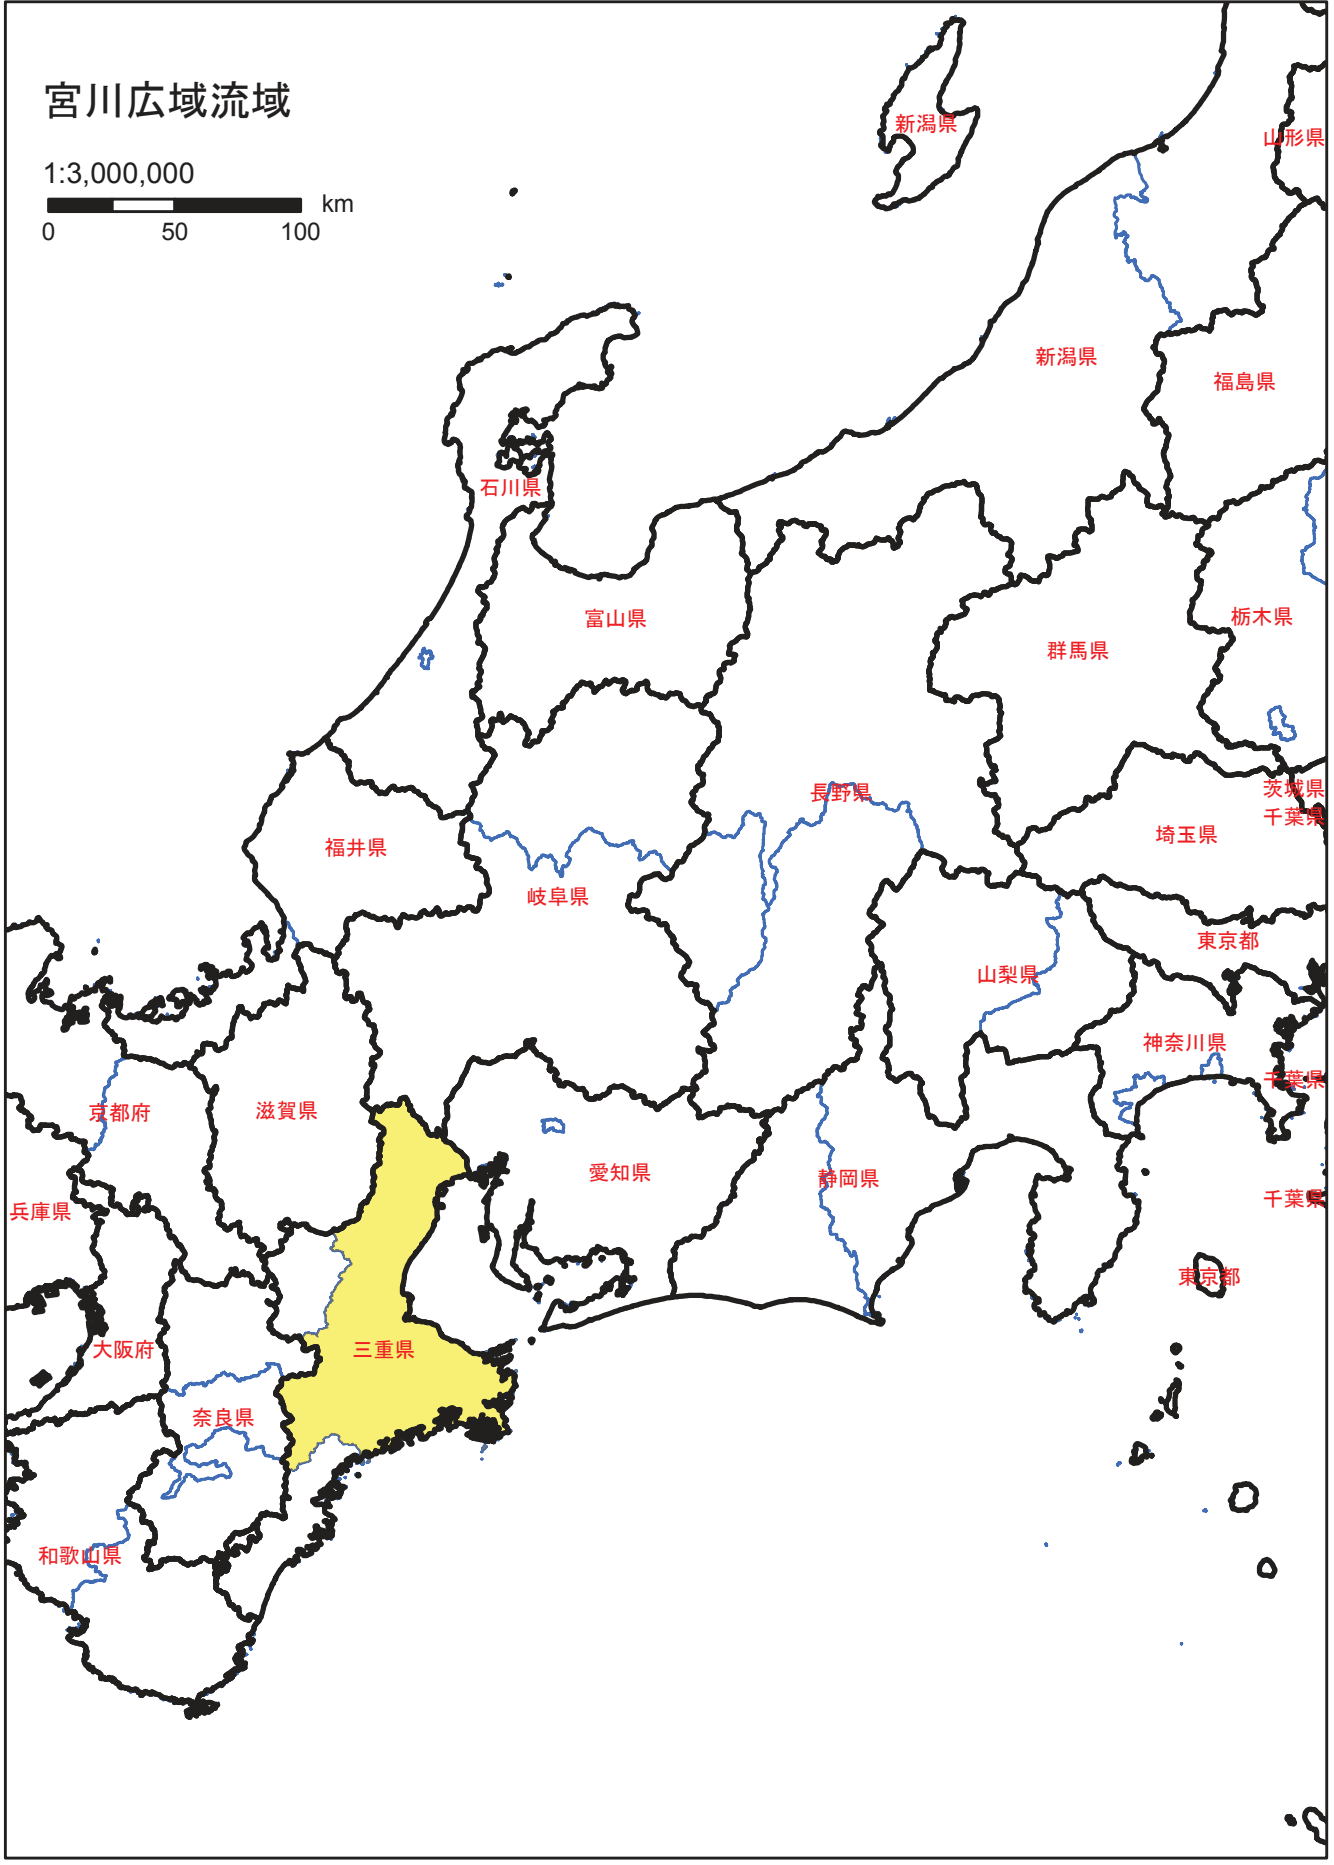 宮川広域流域
1:3,000,000
km
0 50 100
新潟県
山形県
新潟県
福島県
石川県
富山県
栃木県
群馬県
長野県
茨城県
千葉県
埼玉県
福井県
岐阜県
東京都
山梨県
神奈川県
千葉県
京都府
滋賀県
愛知県
静岡県
千葉県
兵庫県
東京都
大阪府
三重県
奈良県
和歌山県